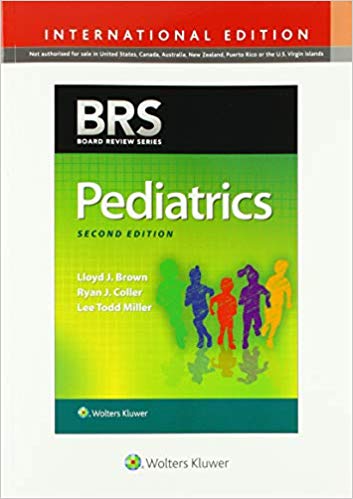 INTERNATIONAL EDITION
Not authorised for sale in United States, Canada, Australia, New Zealand, Puerto Rico or the U.S. Virgin Islands
BRS
BOARD REVIEW SERIES
Pediatrics
SECOND EDITION
Lloyd J. Brown
Ryan J. Coller
Lee Todd Miller
Wolters Kluwer
Wolters Kluwer